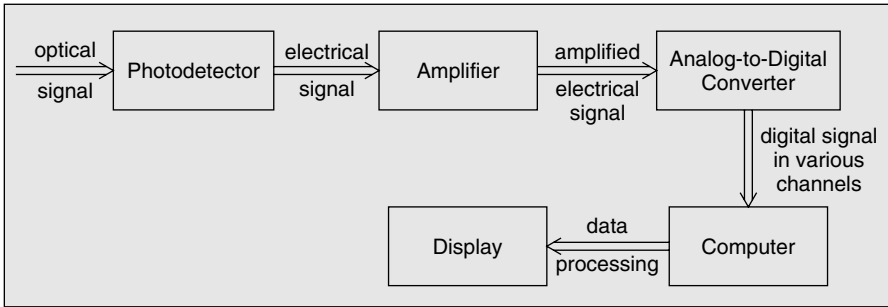 optical
signal
Photodetector
electrical
signal
Amplifier
amplified
electrical
signal
Analog-to-Digital
Converter
digital signal
in various
channels
Computer
data
processing
Display